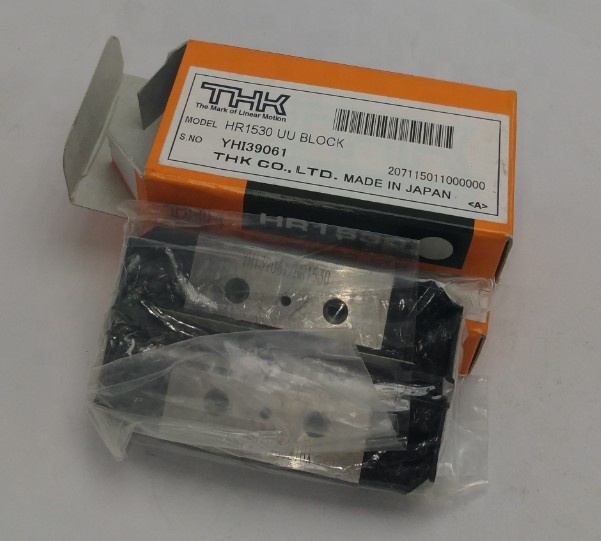 THK
The Mark of Linear Motion
MODEL HR1530 UU BLOCK
S.NO YHI39061
207115011000000
THK CO., LTD. MADE IN JAPAN
<A>
HR1530